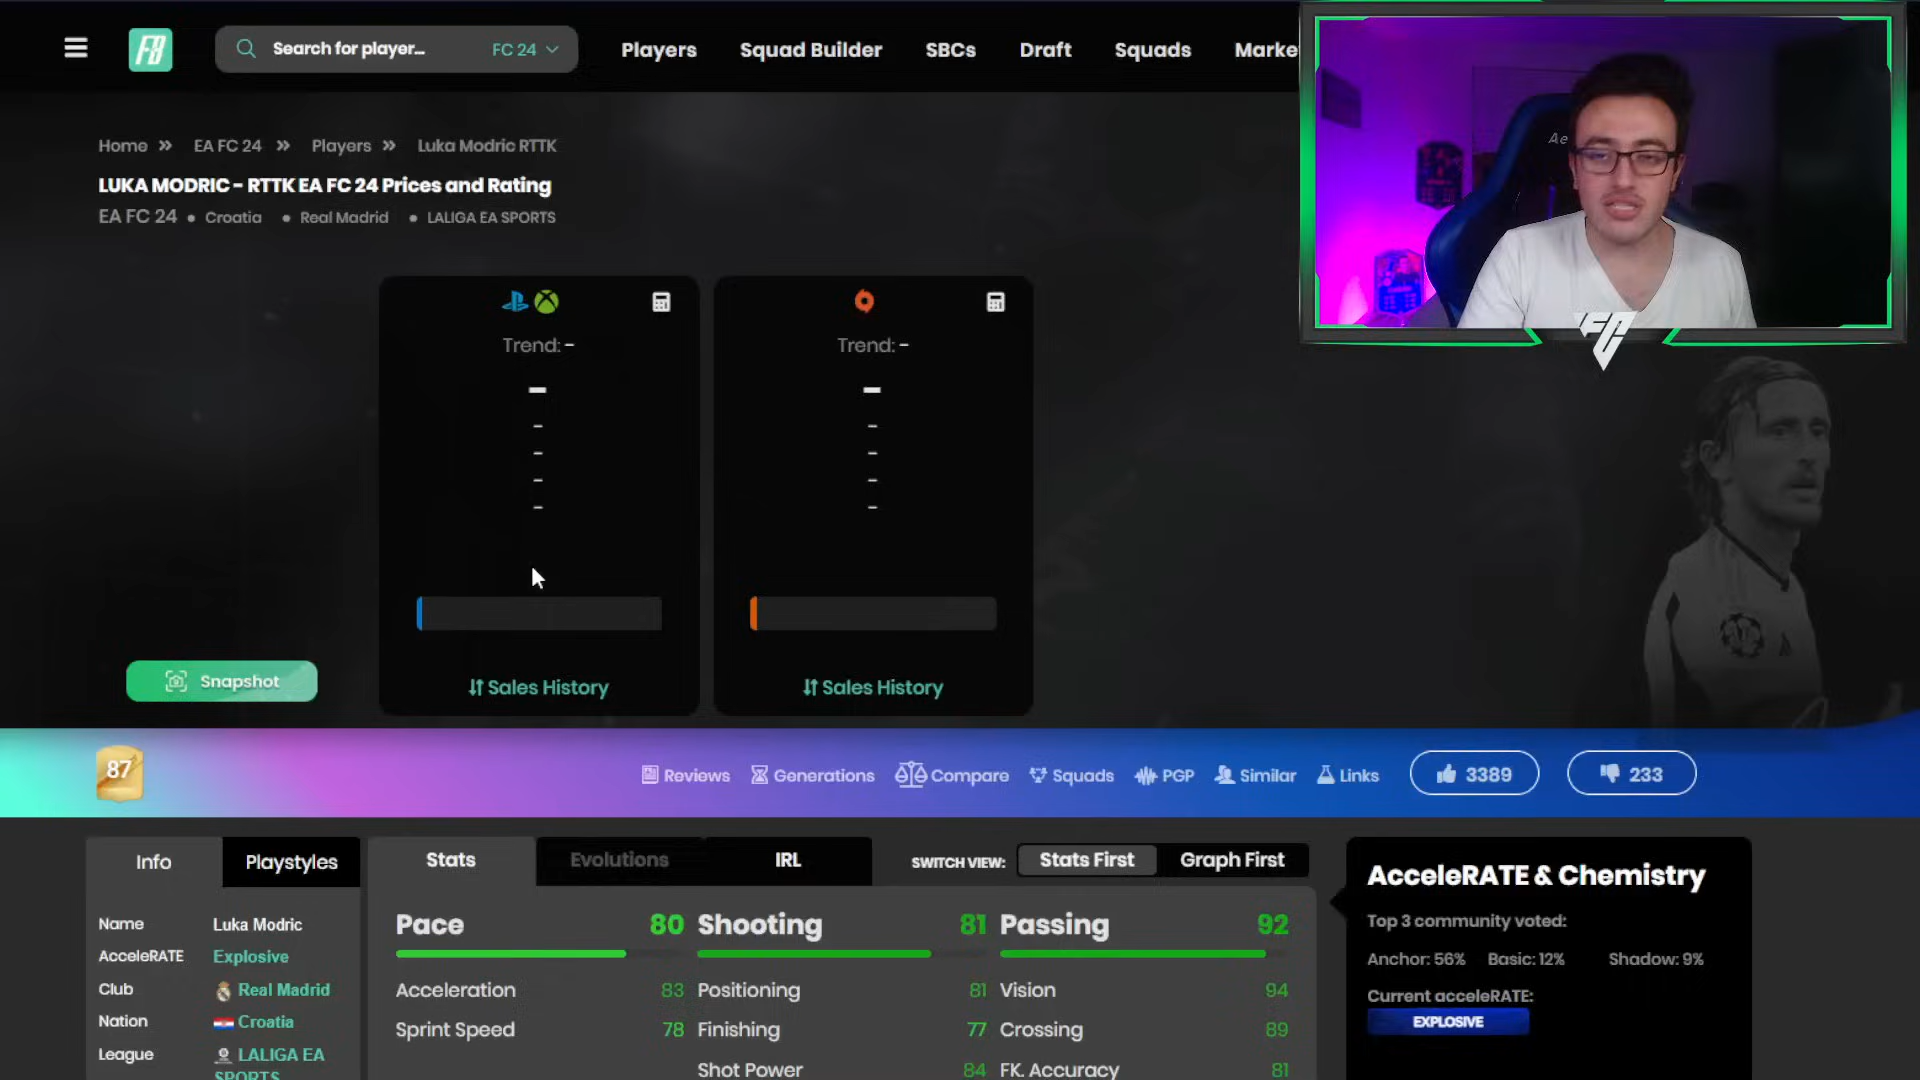 F8
Search for player...
FC 24
Players
Squad Builder
SBCs
Draft
Squads
Marke
Ae
Home » EA FC 24 » Players » Luka Modric RTTK
LUKA MODRIC - RTTK EA FC 24 Prices and Rating
EA FC 24 • Croatia • Real Madrid • LALIGA EA SPORTS
Trend: -
Trend: -
-
-
-
-
-
-
-
-
-
-
FC
Snapshot
Sales History
Sales History
87
Reviews
Generations
Compare
Squads
PGP
Similar
Links
3389
233
Info
Playstyles
Stats
Evolutions
IRL
SWITCH VIEW:
Stats First
Graph First
Name Luka Modric
AcceleRATE Explosive
Club Real Madrid
Nation Croatia
League LALIGA EA
SPORTS
Pace 80
Acceleration 83
Sprint Speed 78
Shooting 81
Positioning 81
Finishing 77
Shot Power 84
Passing 92
Vision 94
Crossing 89
FK. Accuracy 81
AcceleRATE & Chemistry
Top 3 community voted:
Anchor: 56% Basic: 12% Shadow: 9%
Current acceleRATE:
EXPLOSIVE